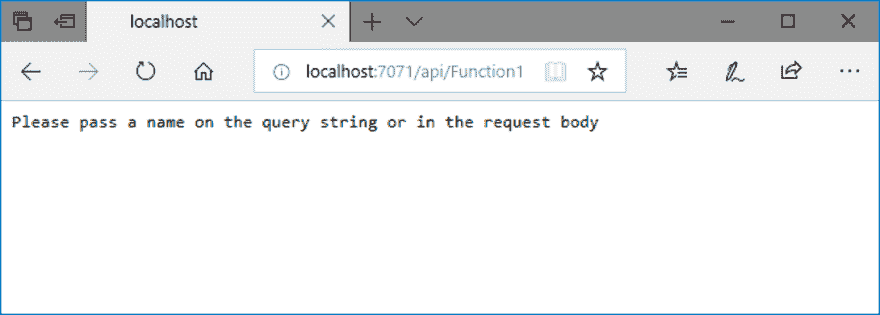 localhost
localhost:7071/api/Function1
Please pass a name on the query string or in the request body